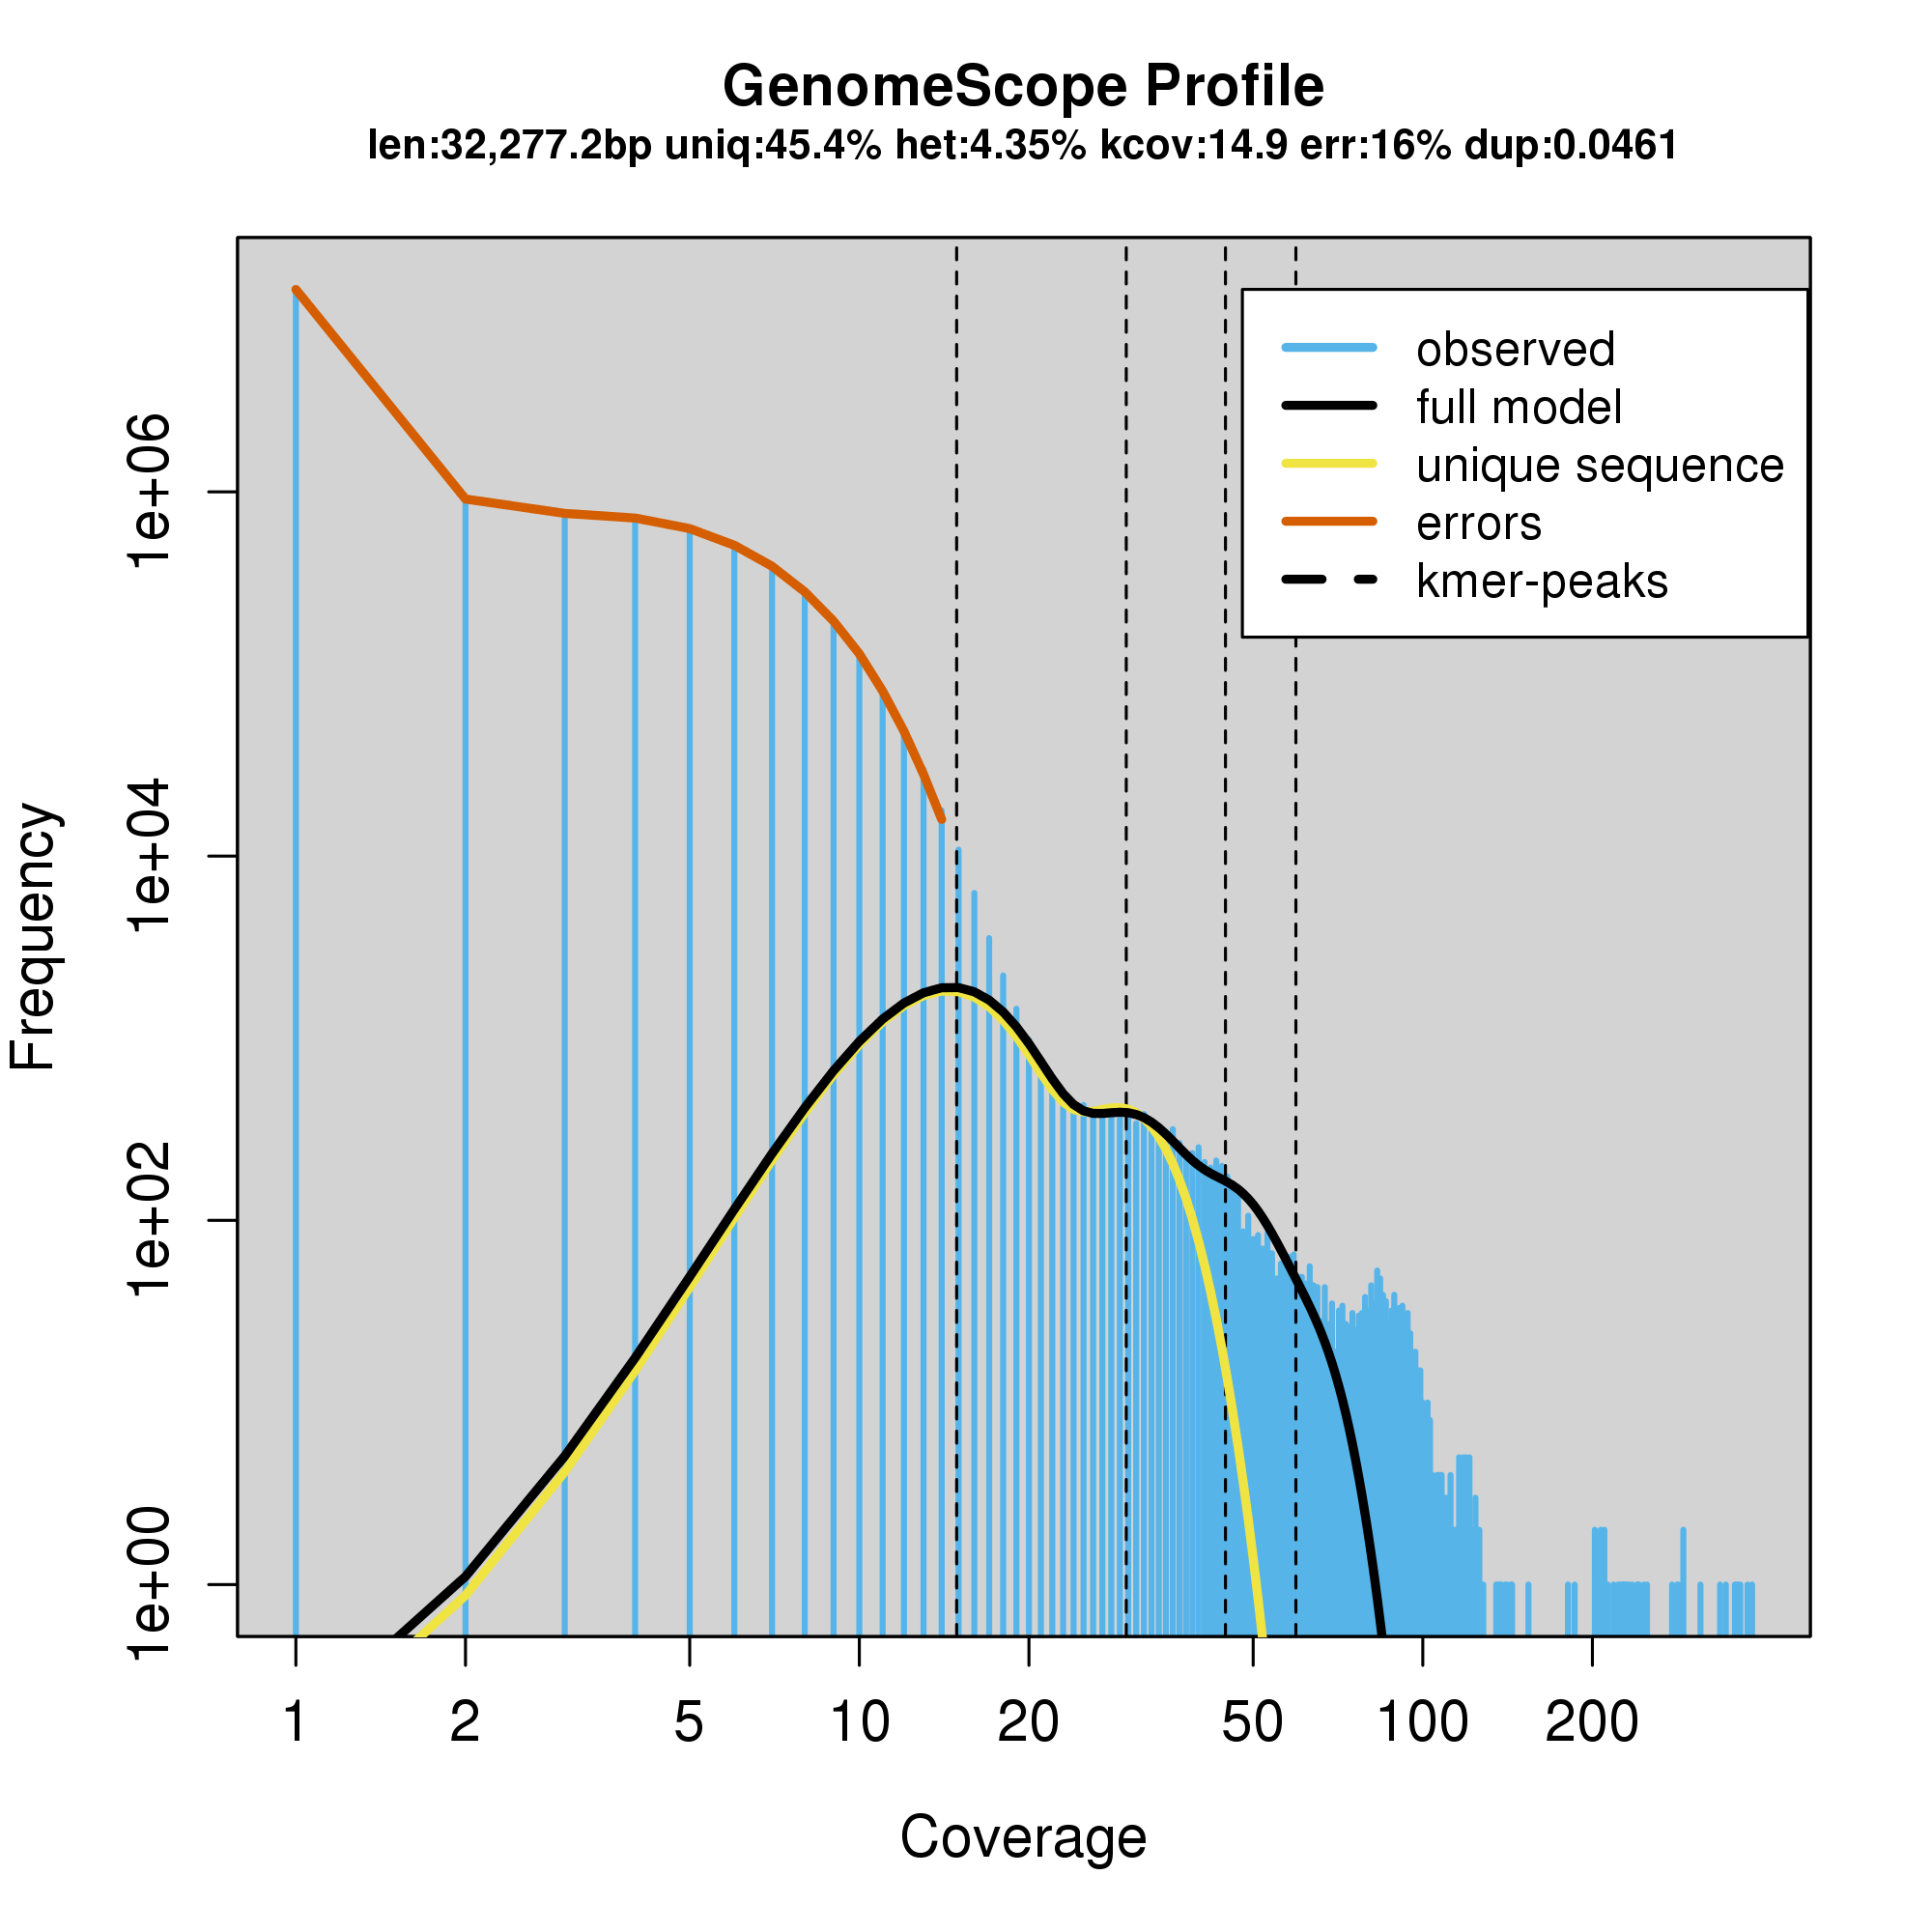 GenomeScope Profile
len:32,277.2bp uniq:45.4% het:4.35% kcov:14.9 err:16% dup:0.0461
observed
full model
unique sequence
errors
kmer-peaks
Frequency
1e+06
1e+04
1e+02
1e+00
1 2 5 10 20 50 100 200
Coverage